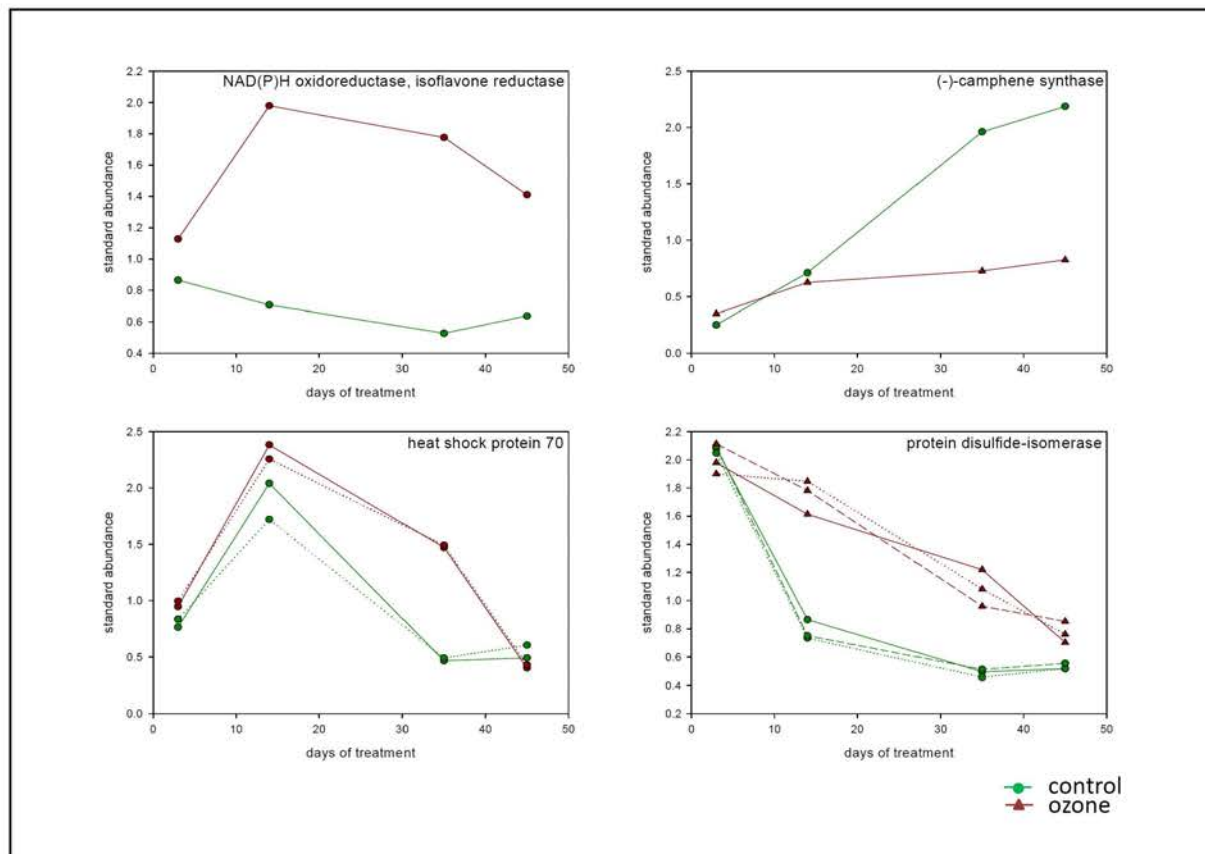 NAD(P)H oxidoreductase, isoflavone reductase
2.2
2.0
1.8
1.6
1.4
1.2
1.0
0.8
0.6
0.4
standard abundance
0 10 20 30 40 50
days of treatment
(-)-camphene synthase
2.5
2.0
1.5
1.0
0.5
0.0
standrad abundance
0 10 20 30 40 50
days of treatment
heat shock protein 70
2.5
2.0
1.5
1.0
0.5
0.0
standard abundance
0 10 20 30 40 50
days of treatment
protein disulfide-isomerase
2.2
2.0
1.8
1.6
1.4
1.2
1.0
0.8
0.6
0.4
0.2
standard abundance
0 10 20 30 40 50
days of treatment
control
ozone